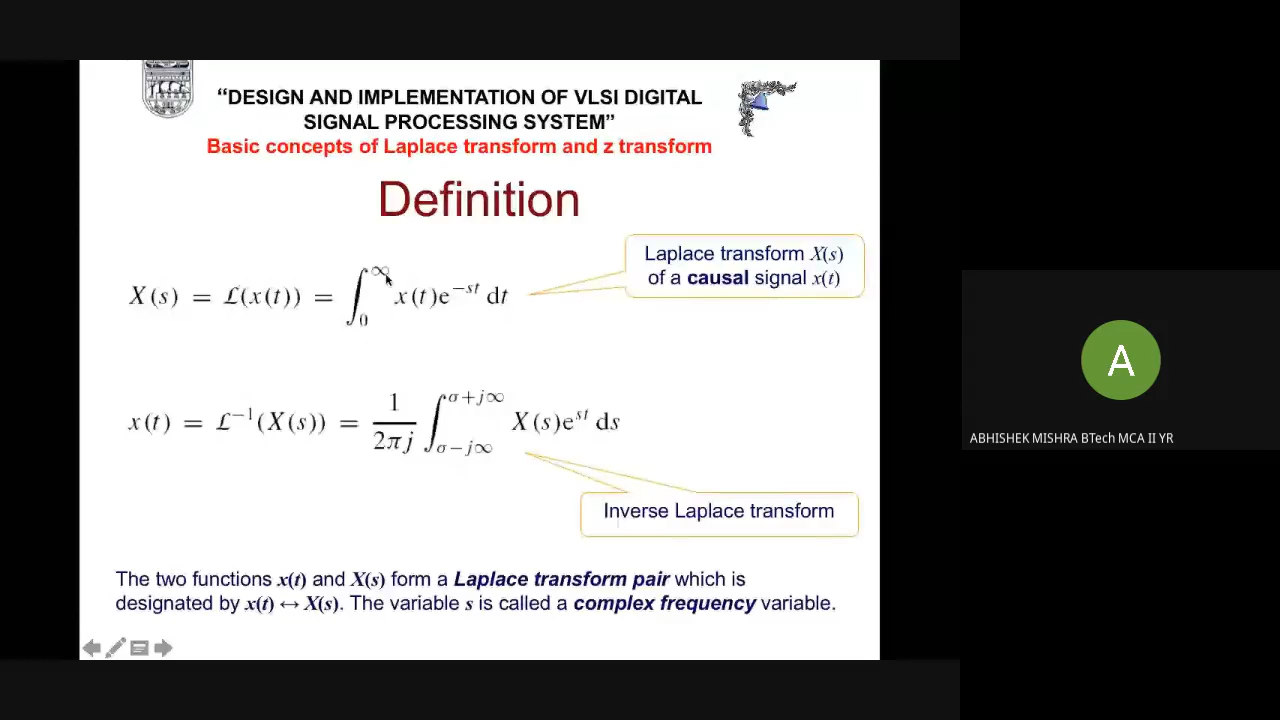 “DESIGN AND IMPLEMENTATION OF VLSI DIGITAL
SIGNAL PROCESSING SYSTEM”
Basic concepts of Laplace transform and z transform
Definition
Laplace transform X(s)
of a causal signal x(t)
X(s) = ℒ(x(t)) = ∫₀^∞ x(t)e^{−st} dt
x(t) = ℒ^{−1}(X(s)) = \frac{1}{2πj} ∫_{σ−j∞}^{σ+j∞} X(s)e^{st} ds
Inverse Laplace transform
The two functions x(t) and X(s) form a Laplace transform pair which is
designated by x(t) ↔ X(s). The variable s is called a complex frequency variable.
A
ABHISHEK MISHRA BTech MCA II YR